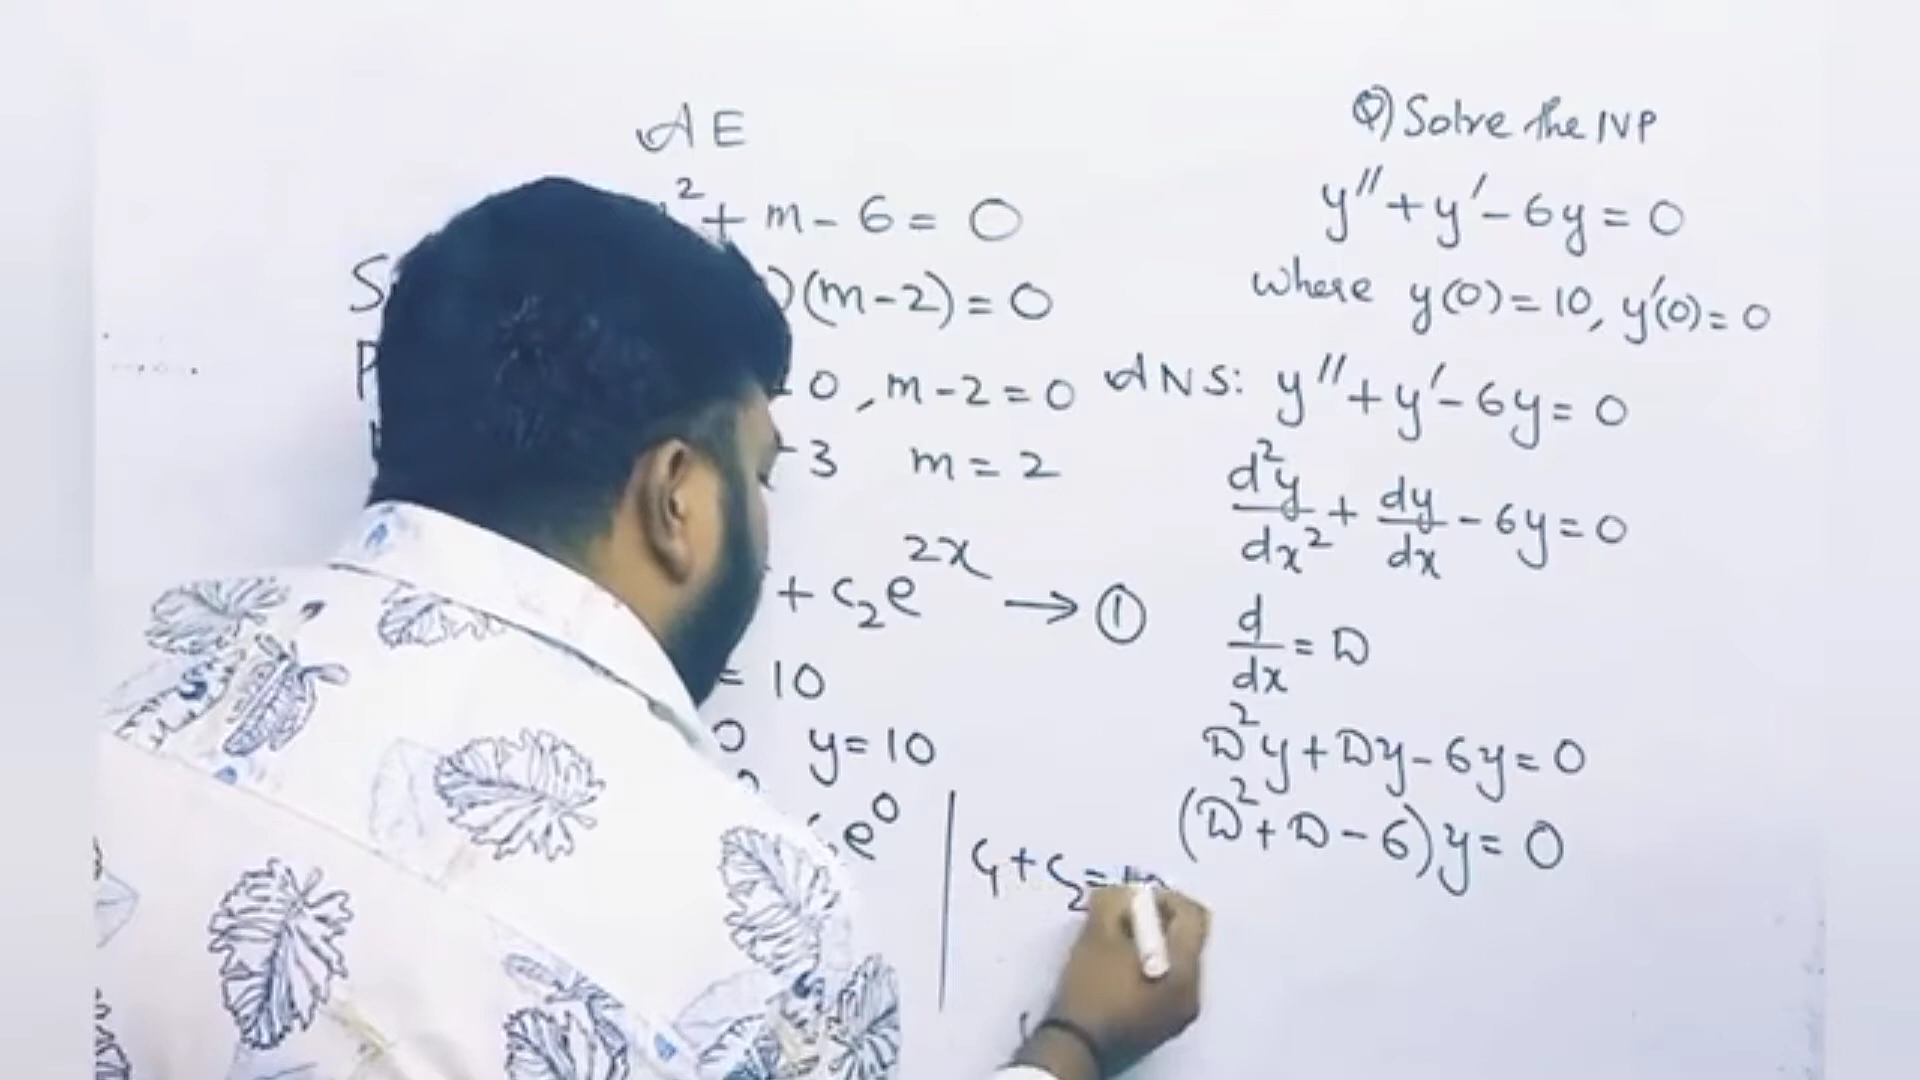 Q) Solve the IVP
y'' + y' - 6y = 0
where y(0) = 10, y'(0) = 0
ANS: y'' + y' - 6y = 0
d²y/dx² + dy/dx - 6y = 0
d/dx = D
D²y + Dy - 6y = 0
(D² + D - 6)y = 0
AE
² + m - 6 = 0
)(m-2) = 0
0, m-2 = 0
3 m = 2
+ c₂e^2x → ①
= 10
0 y = 10
e⁰
c₁ + c₂ =